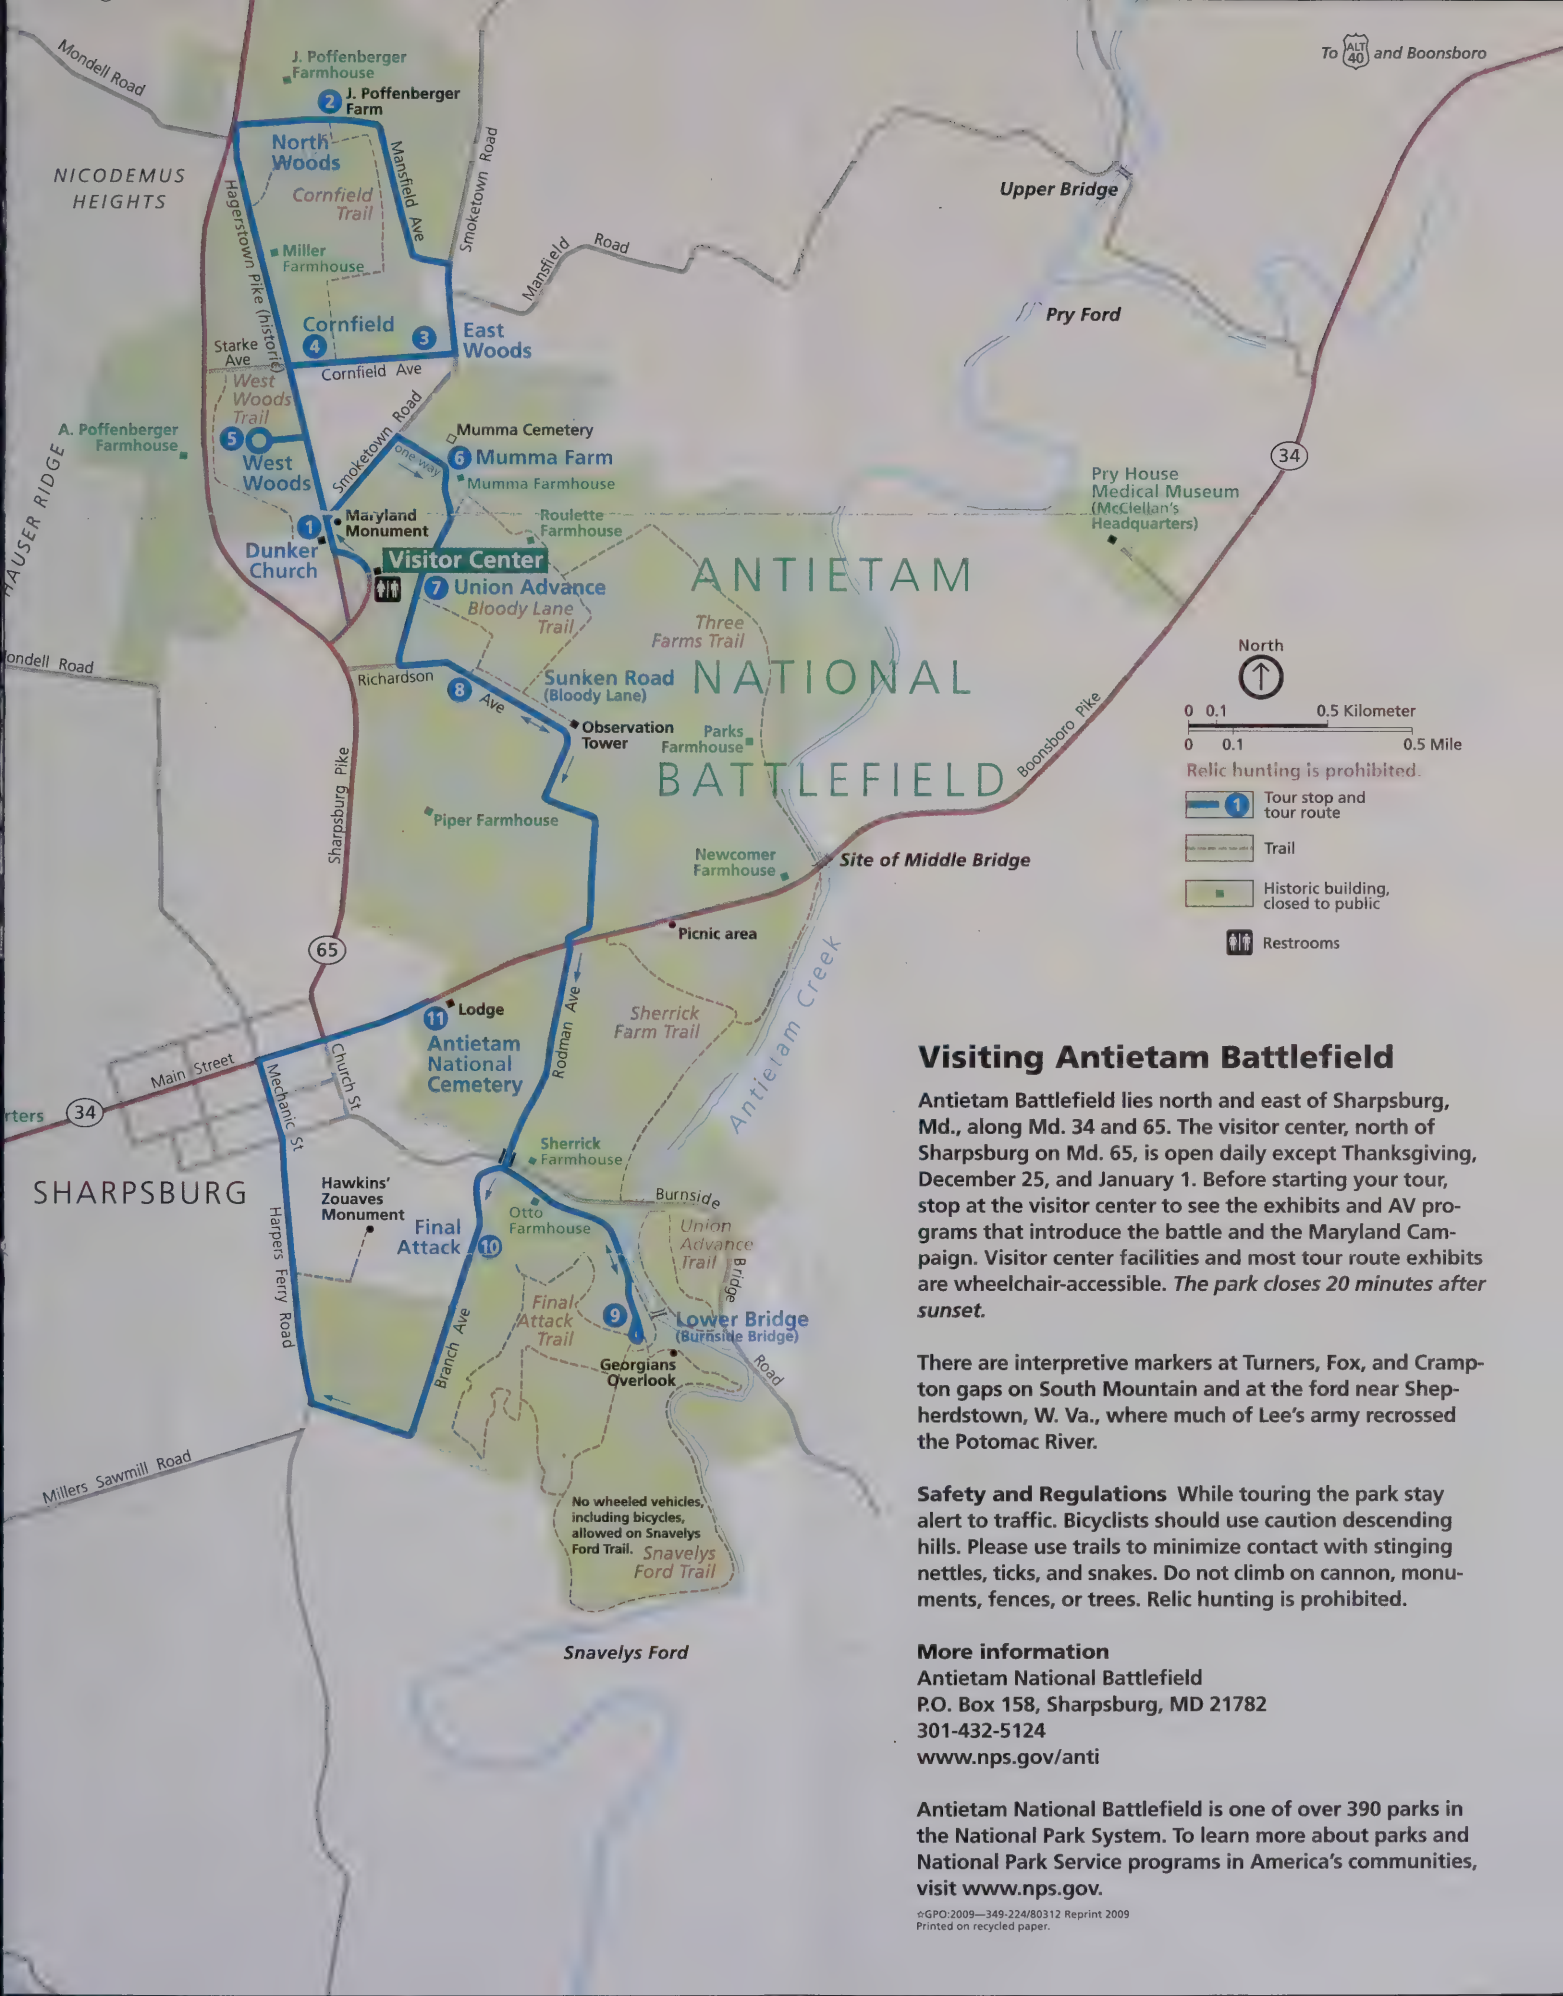 To ALT 40 and Boonsboro
Mondell Road
J. Poffenberger
Farmhouse
2 J. Poffenberger
Farm
North
Woods
NICODEMUS
HEIGHTS
Cornfield
Trail
Mansfield Ave
Smoketown Road
Upper Bridge
Hagerstown Pike (historic)
Miller
Farmhouse
Mansfield Road
Pry Ford
Cornfield
4
3
East
Woods
Starke
Ave
Cornfield Ave
West
Woods
Trail
Smoketown Road
A. Poffenberger
Farmhouse
5
West
Woods
one way
Mumma Cemetery
6 Mumma Farm
Mumma Farmhouse
34
Pry House
Medical Museum
(McClellan's
Headquarters)
HAUSER RIDGE
1
Maryland
Monument
Roulette
Farmhouse
Dunker
Church
Visitor Center
7 Union Advance
Bloody Lane
Trail
ANTIETAM
NATIONAL
BATTLEFIELD
Three
Farms Trail
ondell Road
Richardson Ave
8
Sunken Road
(Bloody Lane)
Observation
Tower
Parks
Farmhouse
Boonsboro Pike
North
0 0.1 0.5 Kilometer
0 0.1 0.5 Mile
Relic hunting is prohibited.
1 Tour stop and
tour route
Trail
Historic building,
closed to public
Restrooms
Sharpsburg Pike
Piper Farmhouse
Newcomer
Farmhouse
Site of Middle Bridge
Picnic area
65
Antietam Creek
11
Lodge
Antietam
National
Cemetery
Rodman Ave
Sherrick
Farm Trail
Main Street
Church St
Mechanic St
rters
34
SHARPSBURG
Sherrick
Farmhouse
Hawkins'
Zouaves
Monument
Otto
Farmhouse
Burnside Bridge Road
Final
Attack 10
Union
Advance
Trail
Harpers Ferry Road
Final
Attack
Trail
9
Lower Bridge
(Burnside Bridge)
Branch Ave
Georgians
Overlook
Millers Sawmill Road
No wheeled vehicles,
including bicycles,
allowed on Snavelys
Ford Trail.
Snavelys
Ford Trail
Snavelys Ford
Visiting Antietam Battlefield
Antietam Battlefield lies north and east of Sharpsburg,
Md., along Md. 34 and 65. The visitor center, north of
Sharpsburg on Md. 65, is open daily except Thanksgiving,
December 25, and January 1. Before starting your tour,
stop at the visitor center to see the exhibits and AV pro-
grams that introduce the battle and the Maryland Cam-
paign. Visitor center facilities and most tour route exhibits
are wheelchair-accessible. The park closes 20 minutes after
sunset.
There are interpretive markers at Turners, Fox, and Cramp-
ton gaps on South Mountain and at the ford near Shep-
herdstown, W. Va., where much of Lee's army recrossed
the Potomac River.
Safety and Regulations While touring the park stay
alert to traffic. Bicyclists should use caution descending
hills. Please use trails to minimize contact with stinging
nettles, ticks, and snakes. Do not climb on cannon, monu-
ments, fences, or trees. Relic hunting is prohibited.
More information
Antietam National Battlefield
P.O. Box 158, Sharpsburg, MD 21782
301-432-5124
www.nps.gov/anti
Antietam National Battlefield is one of over 390 parks in
the National Park System. To learn more about parks and
National Park Service programs in America's communities,
visit www.nps.gov.
☆GPO:2009—349-224/80312 Reprint 2009
Printed on recycled paper.